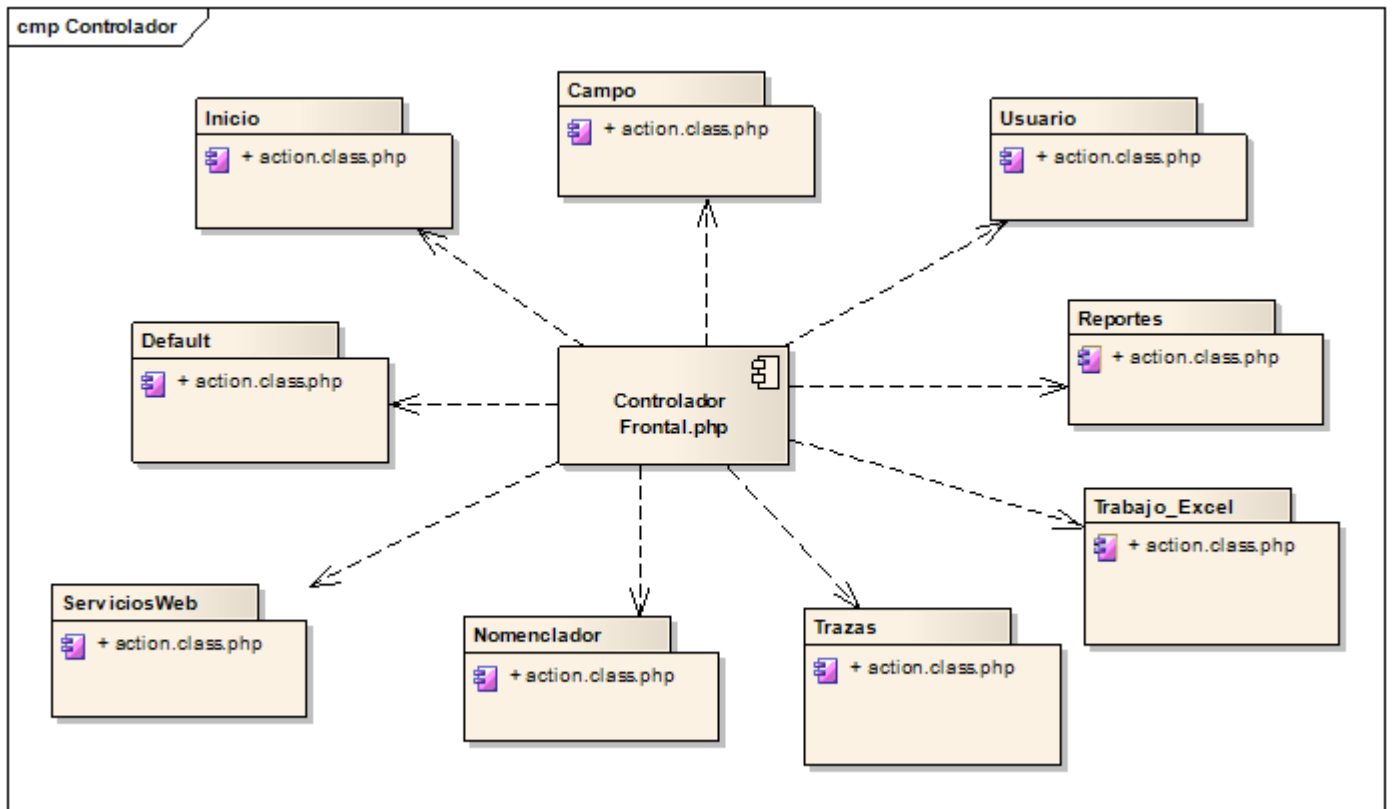 cmp Controlador
Campo
+ action.class.php
Inicio
+ action.class.php
Usuario
+ action.class.php
Reportes
+ action.class.php
Default
+ action.class.php
Controlador
Frontal.php
Trabajo_Excel
+ action.class.php
ServiciosWeb
+ action.class.php
Nomenclador
+ action.class.php
Trazas
+ action.class.php